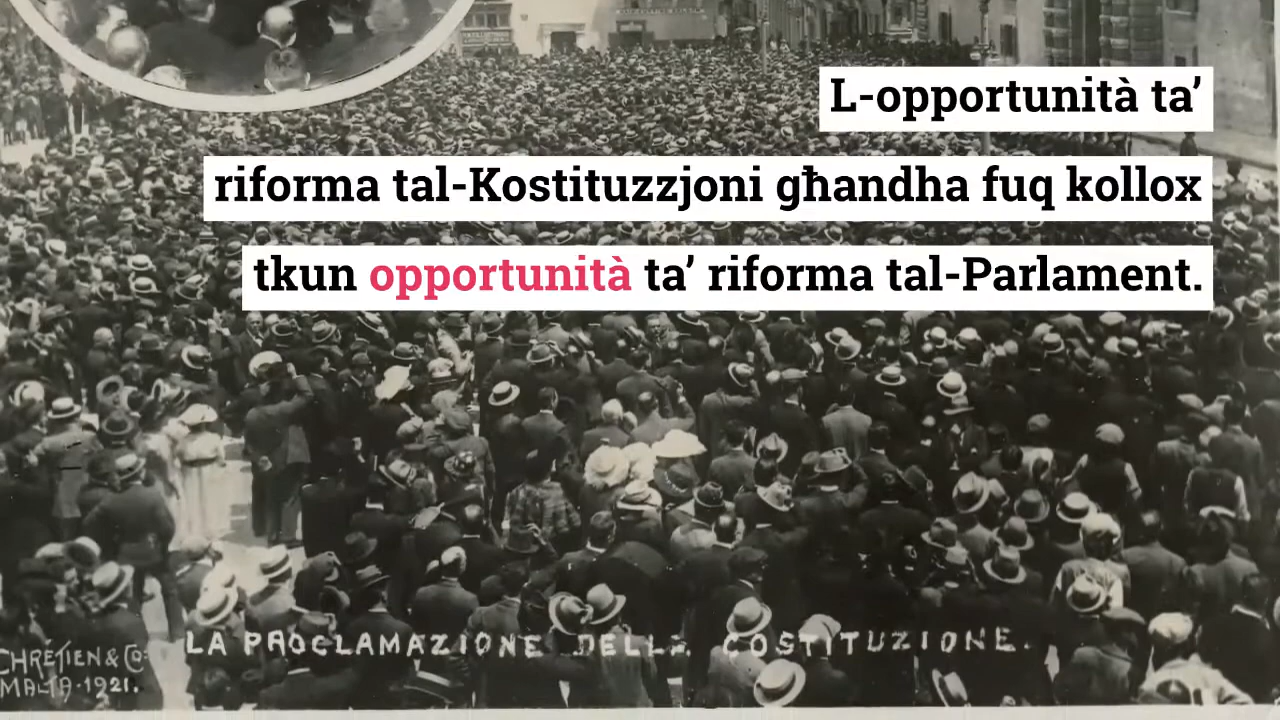 L-opportunità ta’
riforma tal-Kostituzzjoni għandha fuq kollox
tkun opportunità ta’ riforma tal-Parlament.
LA PROCLAMAZIONE DELLA COSTITUZIONE.
CHRETIEN & Co:
MALTA·1921.